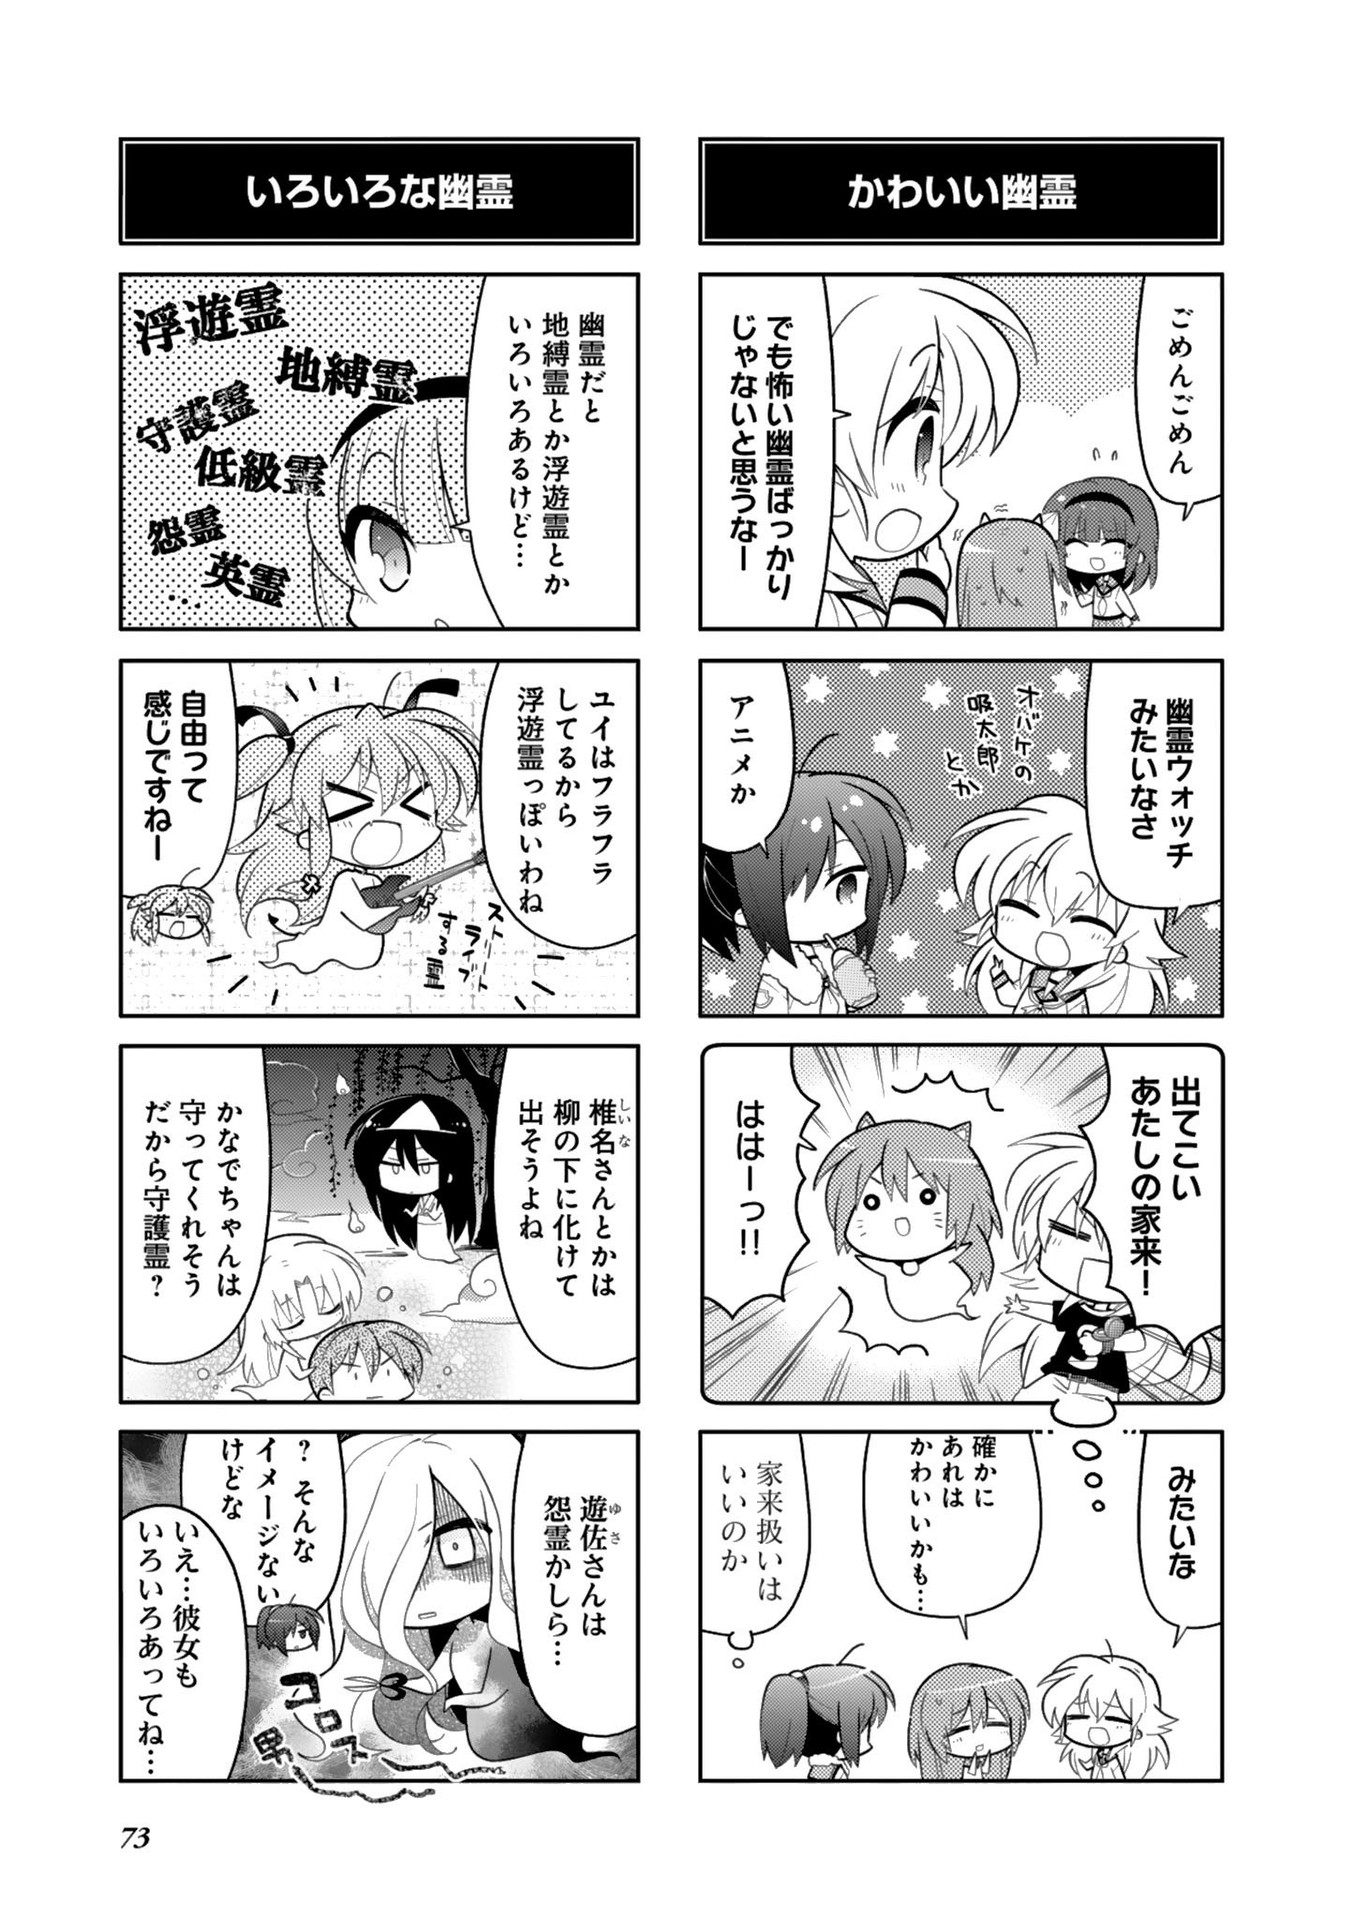 かわいい幽霊
ごめんごめん
でも怖い幽霊ばっかり
じゃないと思うなー
幽霊ウォッチ
みたいなさ
オバケの
吸太郎
とか
アニメか
出てこい
あたしの家来！
ははーっ!!
みたいな
確かに
あれは
かわいいかも…
家来扱いは
いいのか
いろいろな幽霊
幽霊だと
地縛霊とか浮遊霊とか
いろいろあるけど…
浮遊霊
地縛霊
守護霊
低級霊
怨霊
英霊
…
ユイはフラフラ
してるから
浮遊霊っぽいわね
ストリート
ライブ
する霊
自由って
感じですねー
椎名さんとかは
しいな
柳の下に化けて
出そうよね
かなでちゃんは
守ってくれそう
だから守護霊？
遊佐さんは
ゆさ
怨霊かしら…
？そんな
イメージない
けどな
コロス
男
いえ…彼女も
いろいろあってね…
73